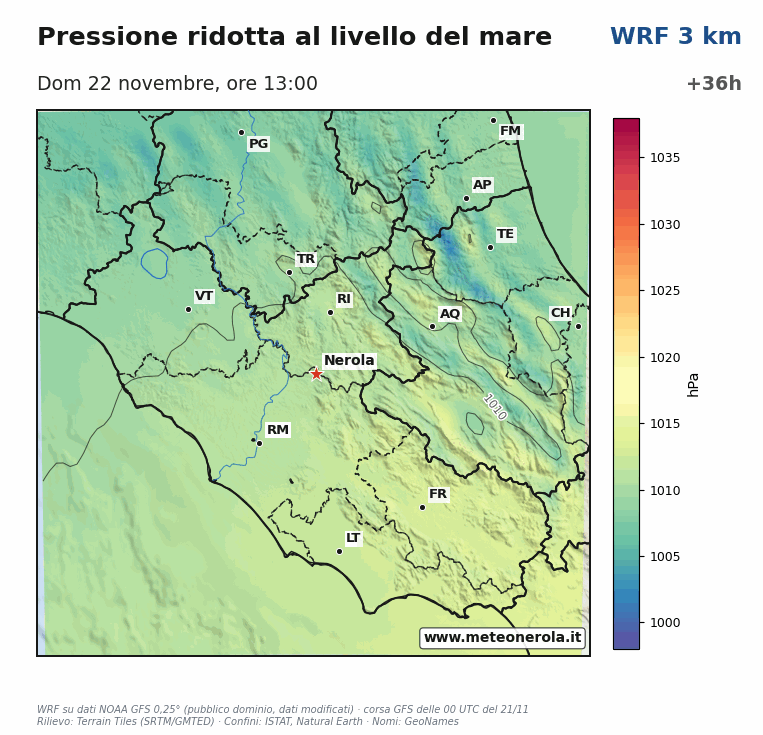 Pressione ridotta al livello del mare
WRF 3 km
Dom 22 novembre, ore 13:00
+36h
FM
PG
AP
TE
TR
VT
RI
AQ
CH
Nerola
1010
RM
FR
LT
www.meteonerola.it
1035
1030
1025
1020
1015
1010
1005
1000
hPa
WRF su dati NOAA GFS 0,25° (pubblico dominio, dati modificati) · corsa GFS delle 00 UTC del 21/11
Rilievo: Terrain Tiles (SRTM/GMTED) · Confini: ISTAT, Natural Earth · Nomi: GeoNames